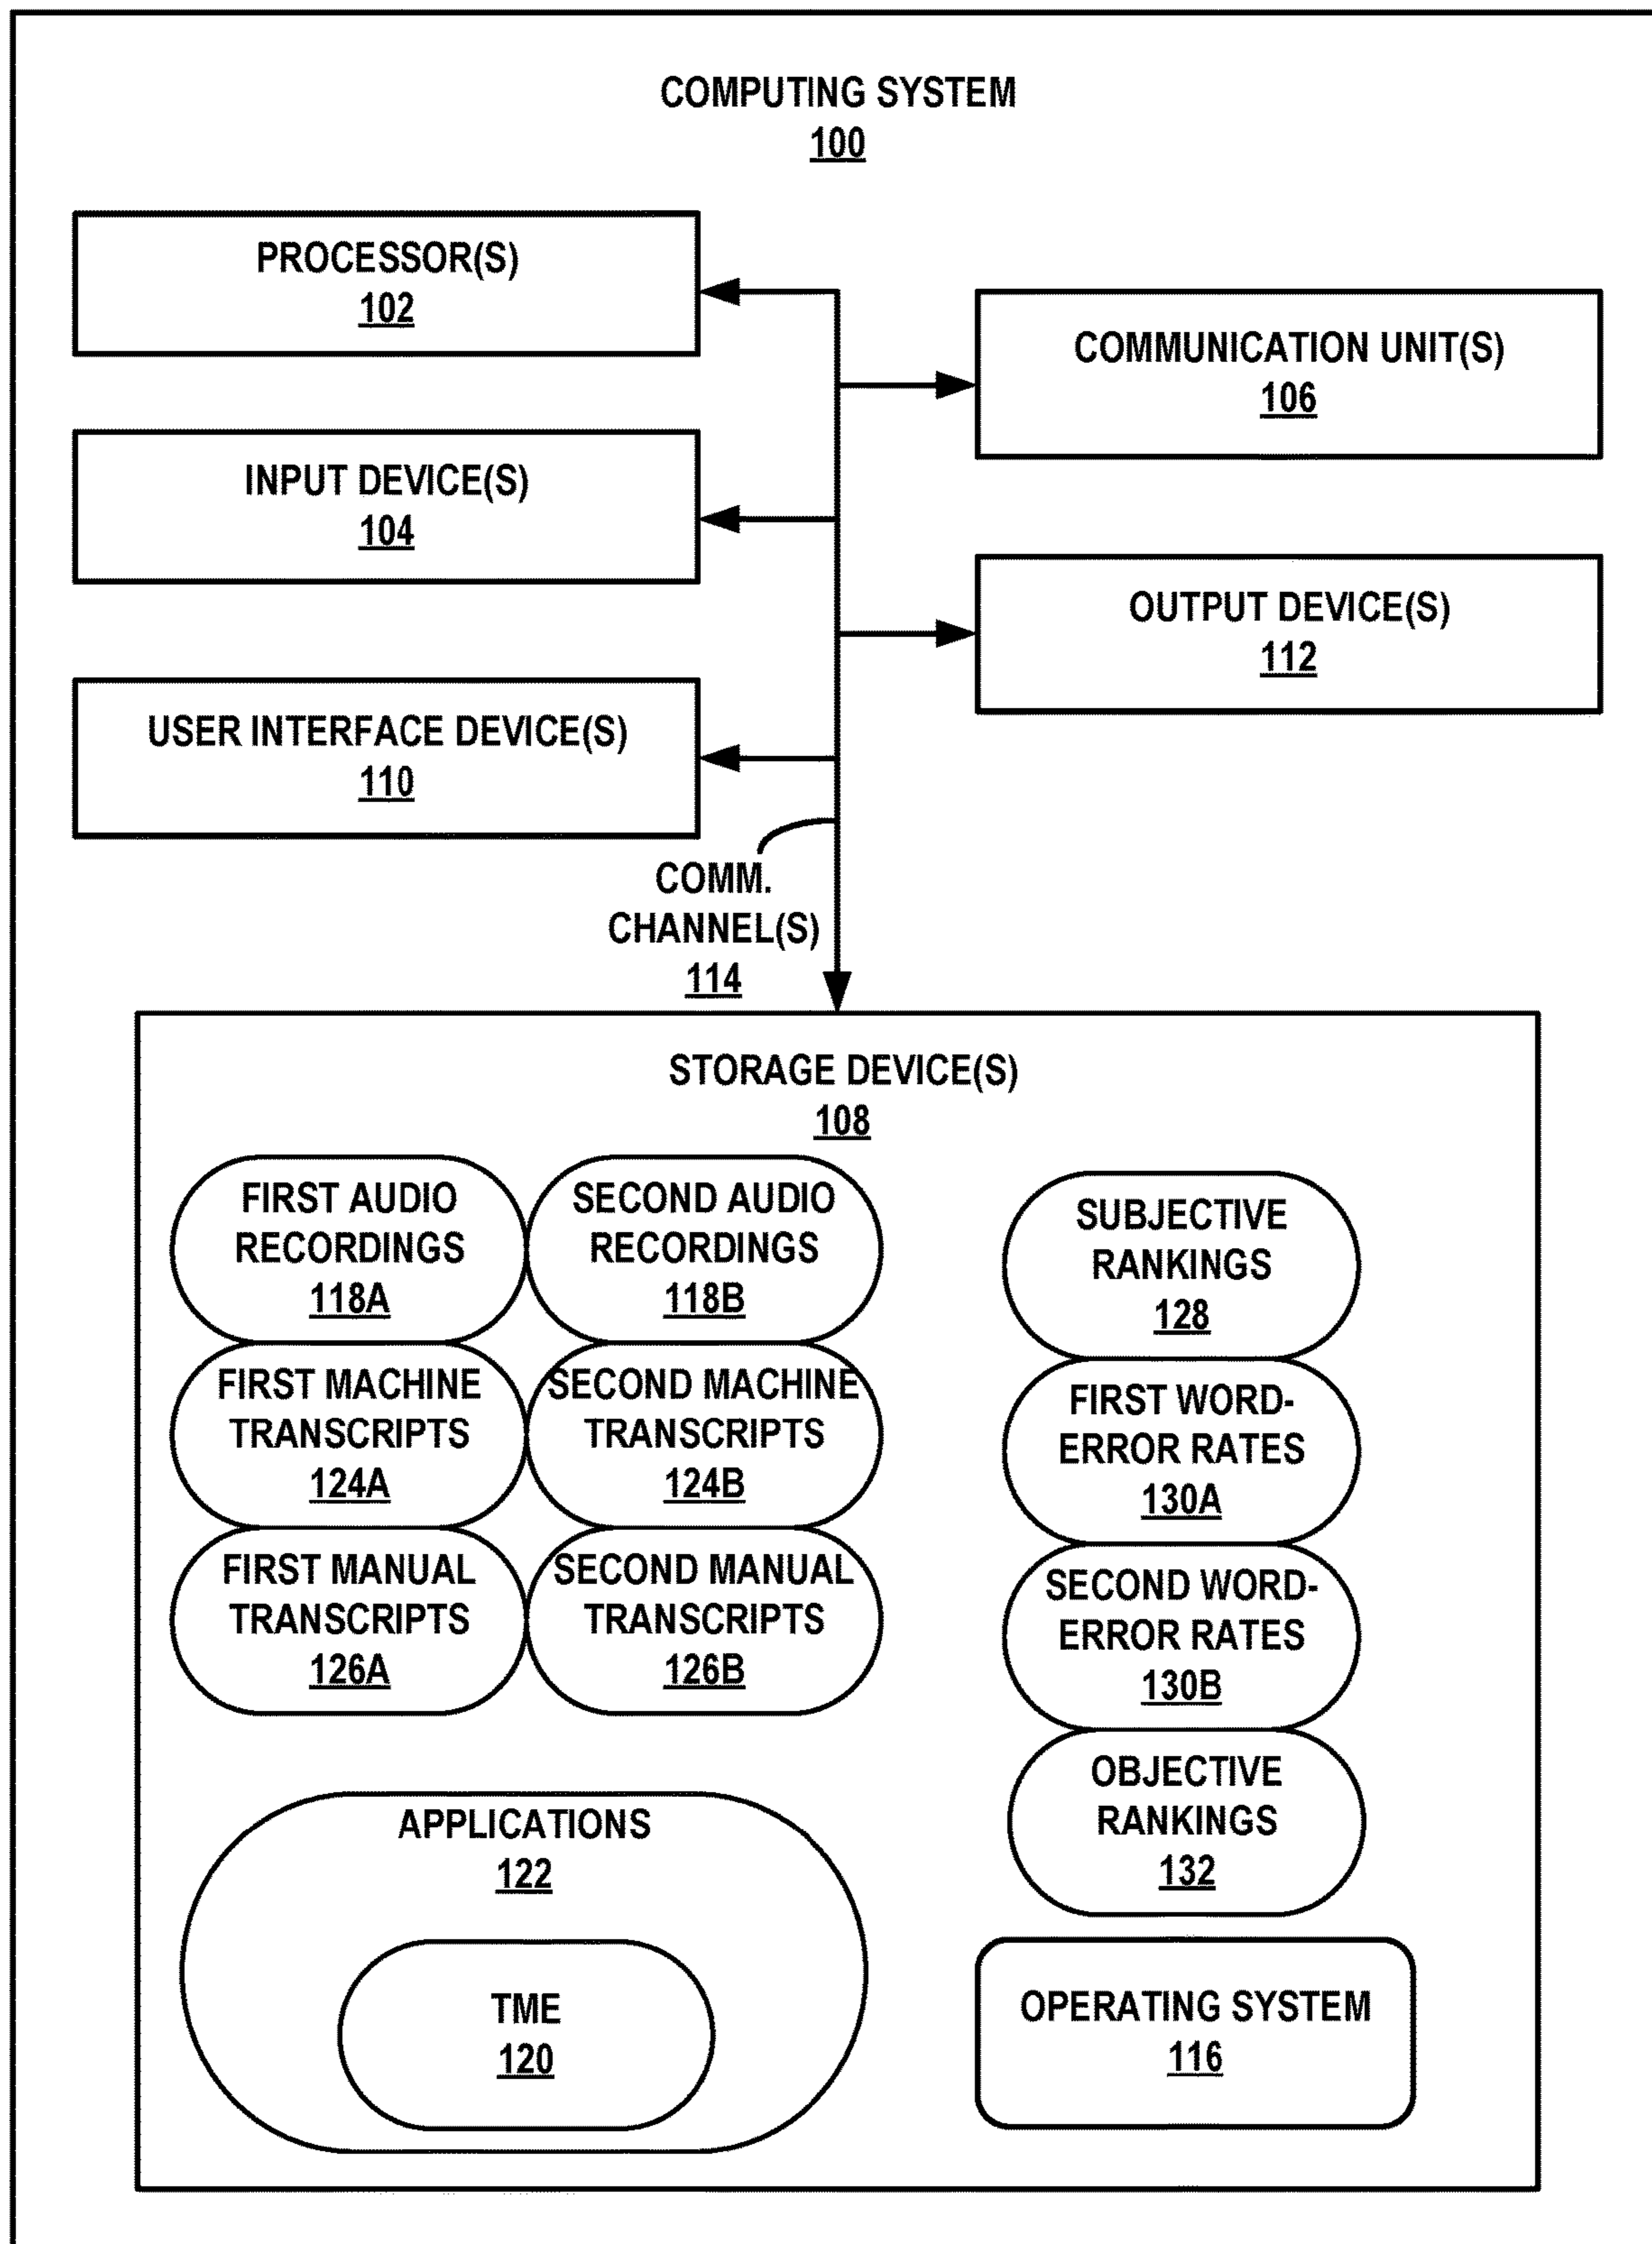 COMPUTING SYSTEM
100
PROCESSOR(S)
102
COMMUNICATION UNIT(S)
106
INPUT DEVICE(S)
104
OUTPUT DEVICE(S)
112
USER INTERFACE DEVICE(S)
110
COMM.
CHANNEL(S)
114
STORAGE DEVICE(S)
108
FIRST AUDIO
RECORDINGS
118A
SECOND AUDIO
RECORDINGS
118B
FIRST MACHINE
TRANSCRIPTS
124A
SECOND MACHINE
TRANSCRIPTS
124B
FIRST MANUAL
TRANSCRIPTS
126A
SECOND MANUAL
TRANSCRIPTS
126B
SUBJECTIVE
RANKINGS
128
FIRST WORD-
ERROR RATES
130A
SECOND WORD-
ERROR RATES
130B
OBJECTIVE
RANKINGS
132
APPLICATIONS
122
TME
120
OPERATING SYSTEM
116